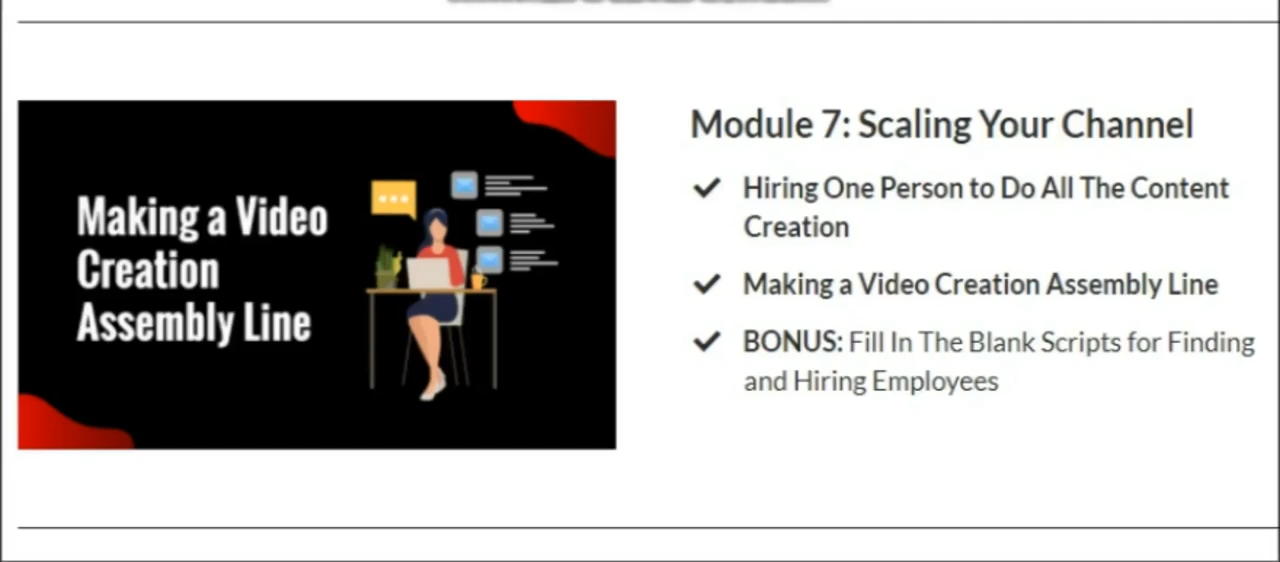 Making a Video
Creation
Assembly Line
Module 7: Scaling Your Channel
Hiring One Person to Do All The Content
Creation
Making a Video Creation Assembly Line
BONUS: Fill In The Blank Scripts for Finding
and Hiring Employees